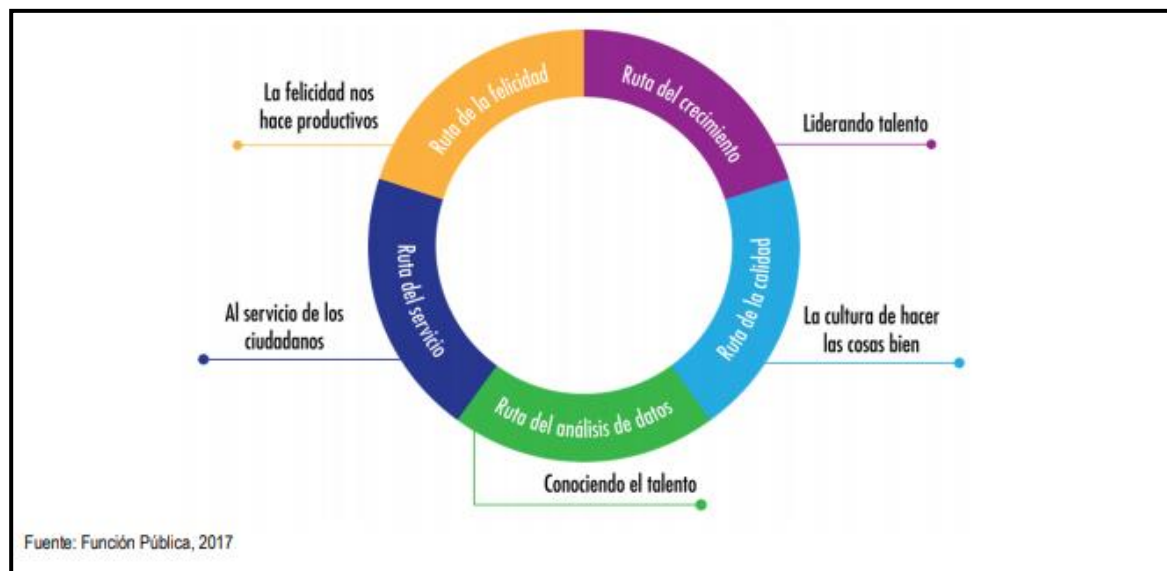 La felicidad nos
hace productivos
Ruta de la felicidad
Ruta del crecimiento
Liderando talento
Ruta del servicio
Ruta de la calidad
Al servicio de los
ciudadanos
La cultura de hacer
las cosas bien
Ruta del análisis de datos
Conociendo el talento
Fuente: Función Pública, 2017